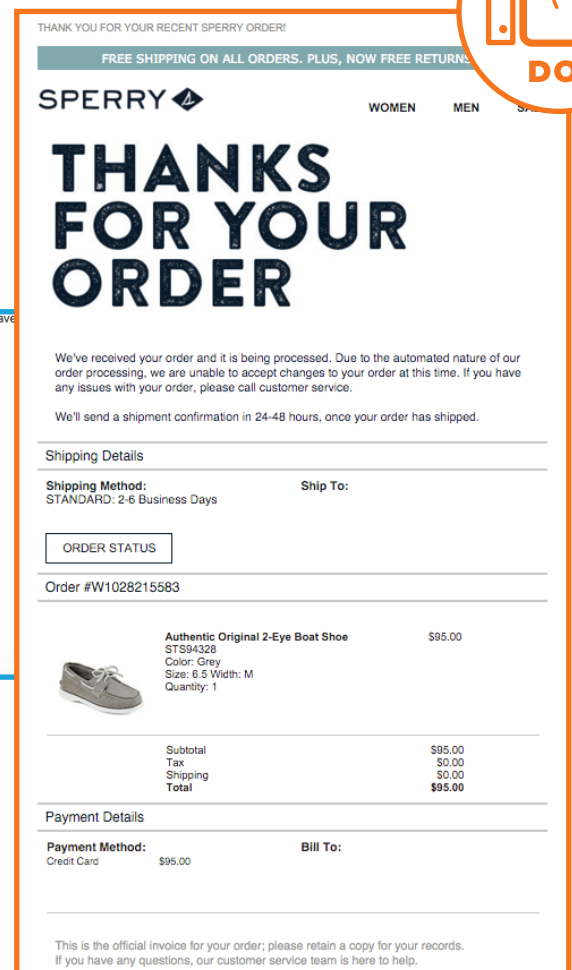 THANK YOU FOR YOUR RECENT SPERRY ORDER!
FREE SHIPPING ON ALL ORDERS. PLUS, NOW FREE RETURNS
SPERRY
WOMEN MEN
THANKS
FOR YOUR
ORDER
We've received your order and it is being processed. Due to the automated nature of our
order processing, we are unable to accept changes to your order at this time. If you have
any issues with your order, please call customer service.
We'll send a shipment confirmation in 24-48 hours, once your order has shipped.
Shipping Details
Shipping Method: Ship To:
STANDARD: 2-6 Business Days
ORDER STATUS
Order #W1028215583
Authentic Original 2-Eye Boat Shoe $95.00
STS94328
Color: Grey
Size: 6.5 Width: M
Quantity: 1
Subtotal $95.00
Tax $0.00
Shipping $0.00
Total $95.00
Payment Details
Payment Method: Bill To:
Credit Card $95.00
This is the official invoice for your order; please retain a copy for your records.
If you have any questions, our customer service team is here to help.